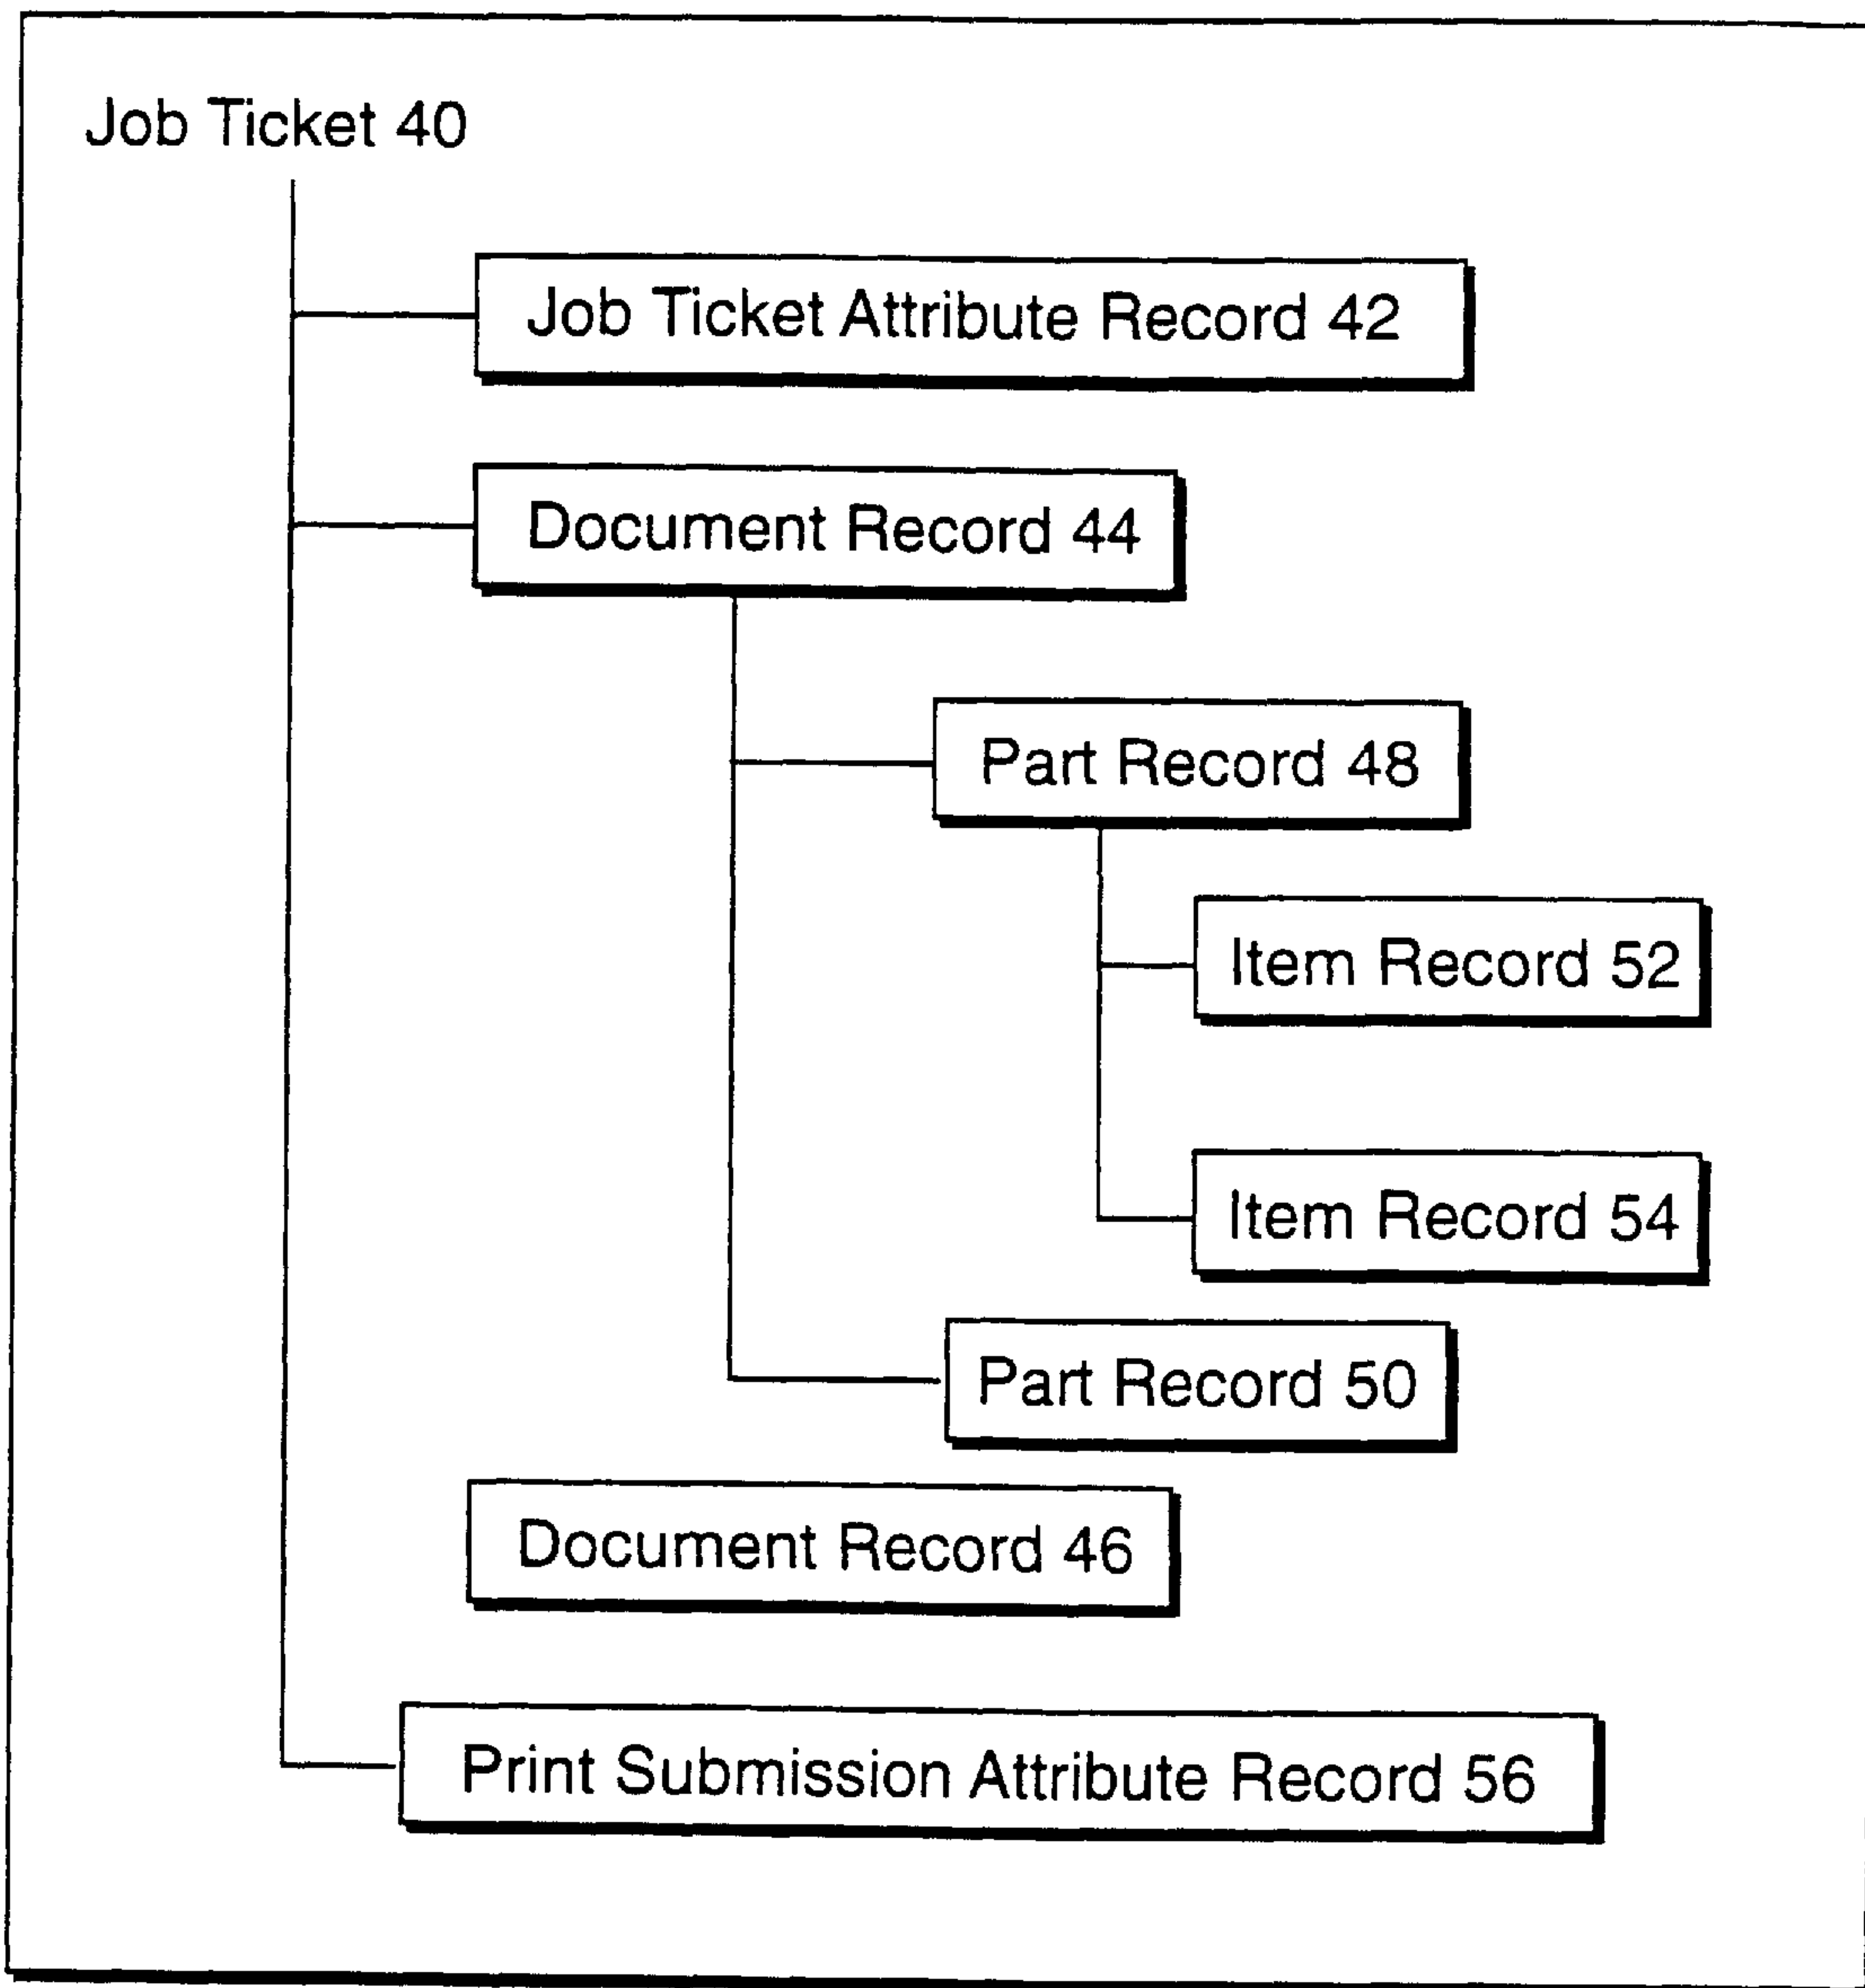 Job Ticket 40
Job Ticket Attribute Record 42
Document Record 44
Part Record 48
Item Record 52
Item Record 54
Part Record 50
Document Record 46
Print Submission Attribute Record 56